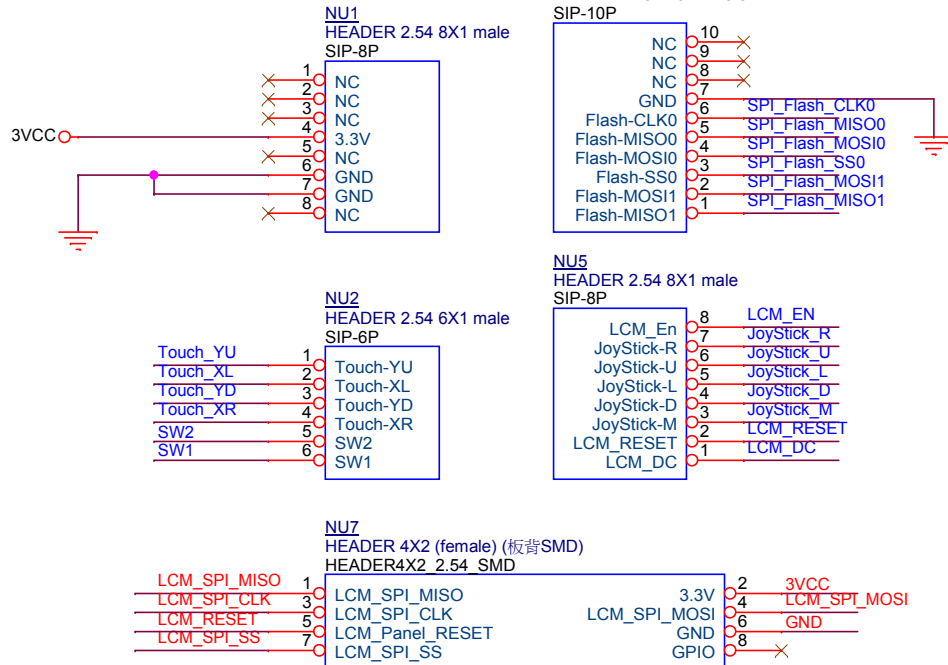 NU1
HEADER 2.54 8X1 male
SIP-8P
1 NC
2 NC
3 NC
3VCC 4 3.3V
5 NC
6 GND
7 GND
8 NC
SIP-10P
NC 10
NC 9
NC 8
GND 7
Flash-CLK0 6 SPI_Flash_CLK0
Flash-MISO0 5 SPI_Flash_MISO0
Flash-MOSI0 4 SPI_Flash_MOSI0
Flash-SS0 3 SPI_Flash_SS0
Flash-MOSI1 2 SPI_Flash_MOSI1
Flash-MISO1 1 SPI_Flash_MISO1
NU2
HEADER 2.54 6X1 male
SIP-6P
Touch_YU 1 Touch-YU
Touch_XL 2 Touch-XL
Touch_YD 3 Touch-YD
Touch_XR 4 Touch-XR
SW2 5 SW2
SW1 6 SW1
NU5
HEADER 2.54 8X1 male
SIP-8P
LCM_En 8 LCM_EN
JoyStick-R 7 JoyStick_R
JoyStick-U 6 JoyStick_U
JoyStick-L 5 JoyStick_L
JoyStick-D 4 JoyStick_D
JoyStick-M 3 JoyStick_M
LCM_RESET 2 LCM_RESET
LCM_DC 1 LCM_DC
NU7
HEADER 4X2 (female) (板背SMD)
HEADER4X2_2.54_SMD
LCM_SPI_MISO 1 LCM_SPI_MISO 3.3V 2 3VCC
LCM_SPI_CLK 3 LCM_SPI_CLK LCM_SPI_MOSI 4 LCM_SPI_MOSI
LCM_RESET 5 LCM_Panel_RESET GND 6 GND
LCM_SPI_SS 7 LCM_SPI_SS GPIO 8